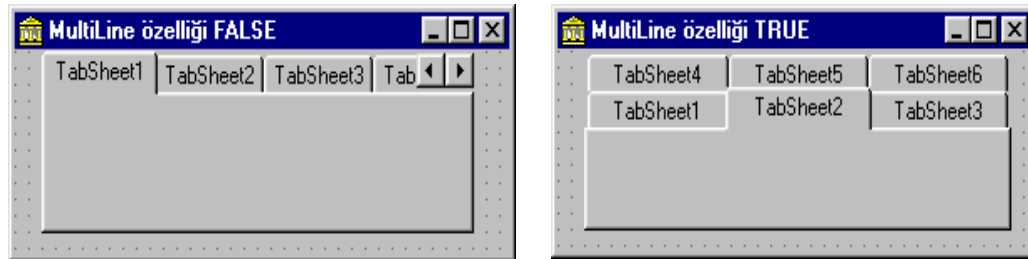 MultiLine özelliği FALSE
TabSheet1 TabSheet2 TabSheet3 Tab
MultiLine özelliği TRUE
TabSheet4 TabSheet5 TabSheet6
TabSheet1 TabSheet2 TabSheet3